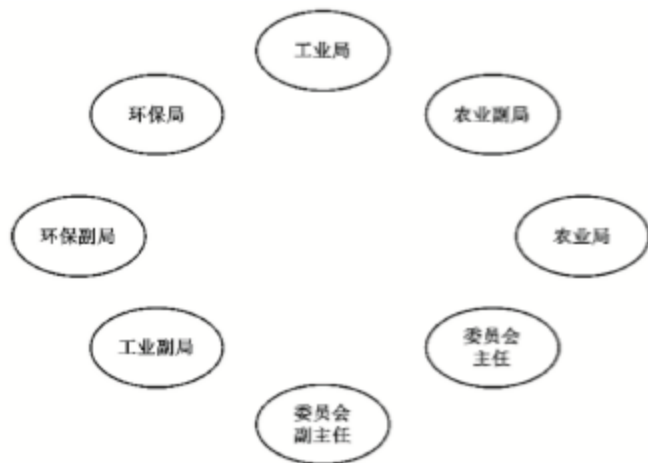 工业局
环保局
农业副局
环保副局
农业局
工业副局
委员会
主任
委员会
副主任